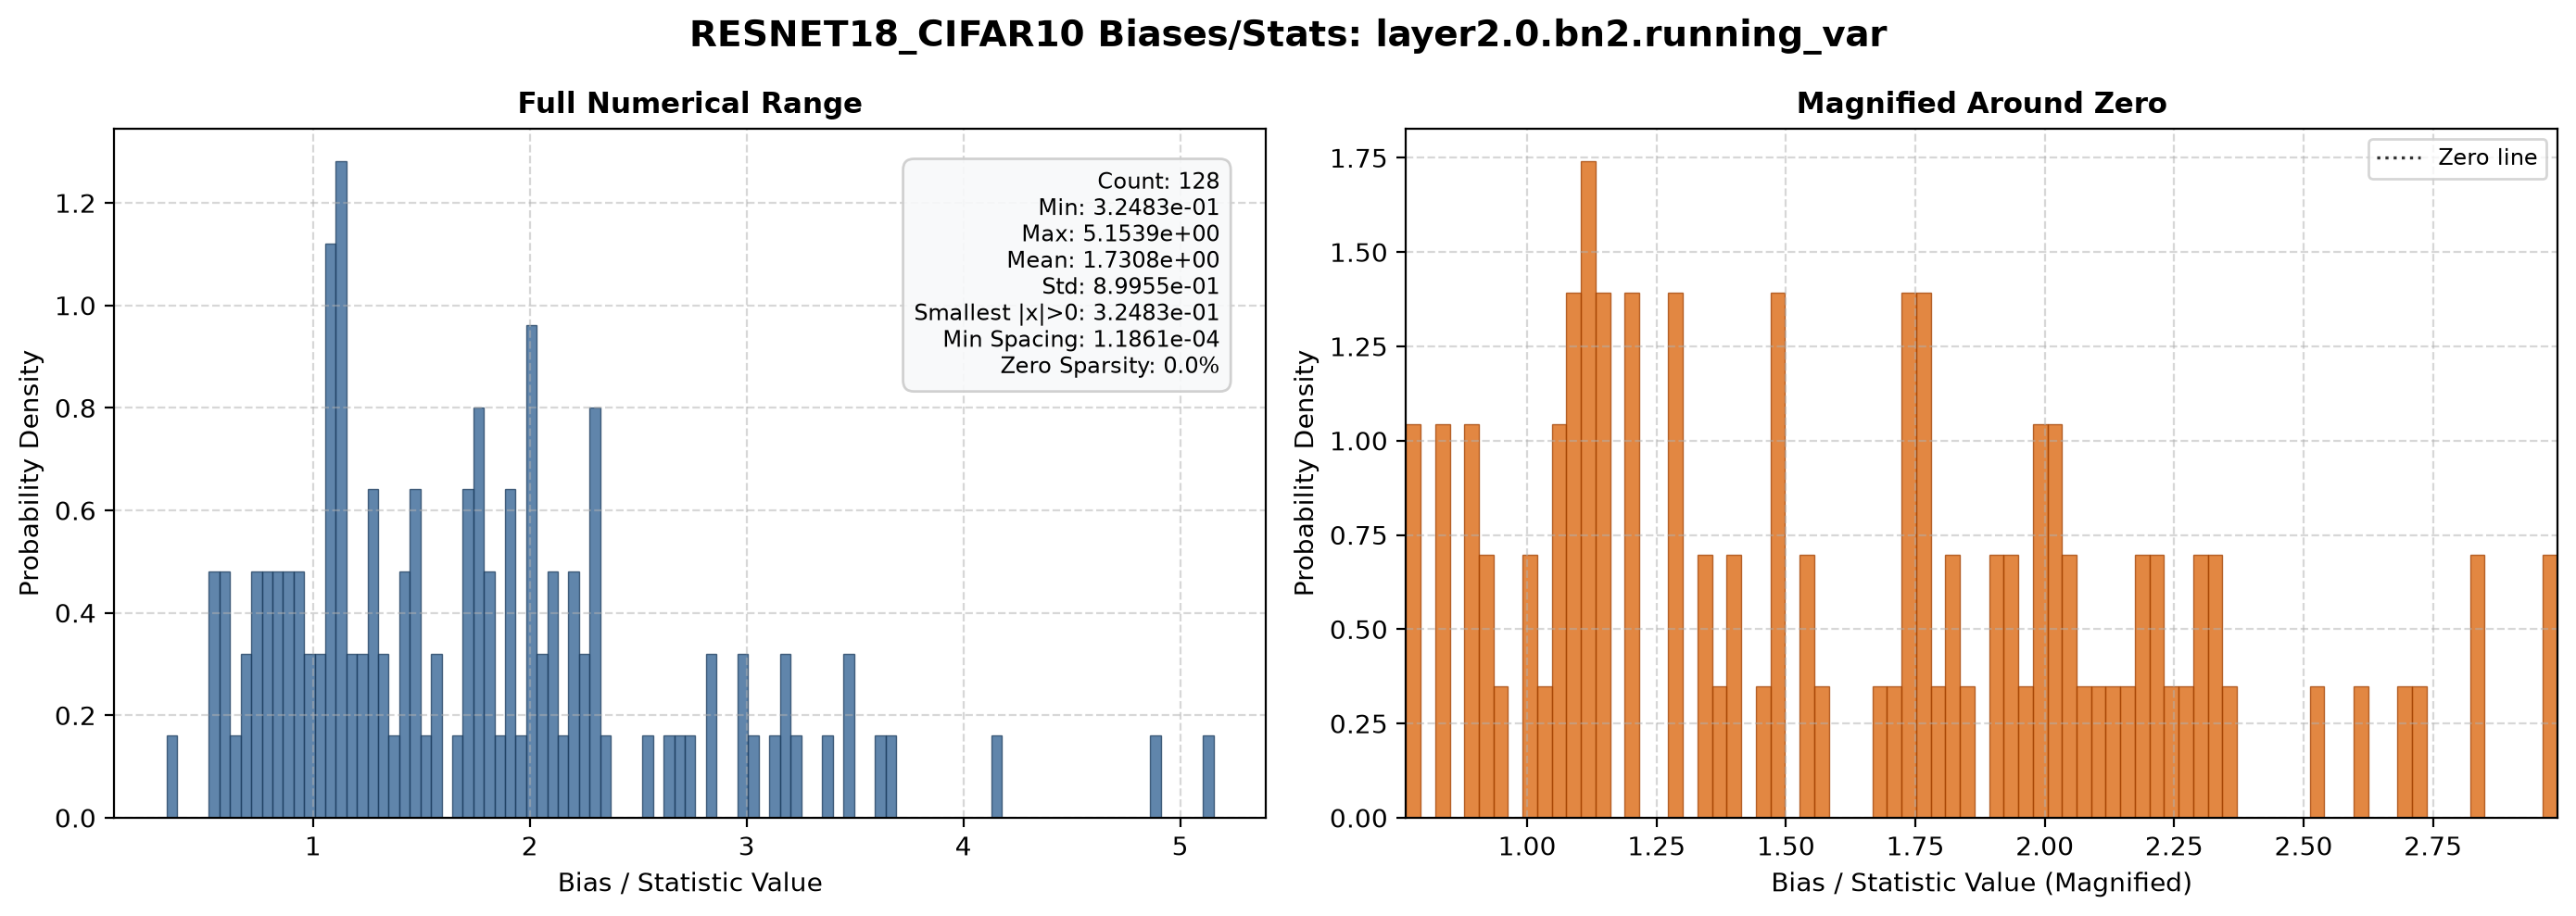 RESNET18_CIFAR10 Biases/Stats: layer2.0.bn2.running_var
Full Numerical Range
Probability Density
1.2
1.0
0.8
0.6
0.4
0.2
0.0
Count: 128
Min: 3.2483e-01
Max: 5.1539e+00
Mean: 1.7308e+00
Std: 8.9955e-01
Smallest |x|>0: 3.2483e-01
Min Spacing: 1.1861e-04
Zero Sparsity: 0.0%
1 2 3 4 5
Bias / Statistic Value
Magnified Around Zero
Probability Density
1.75
1.50
1.25
1.00
0.75
0.50
0.25
0.00
Zero line
1.00 1.25 1.50 1.75 2.00 2.25 2.50 2.75
Bias / Statistic Value (Magnified)